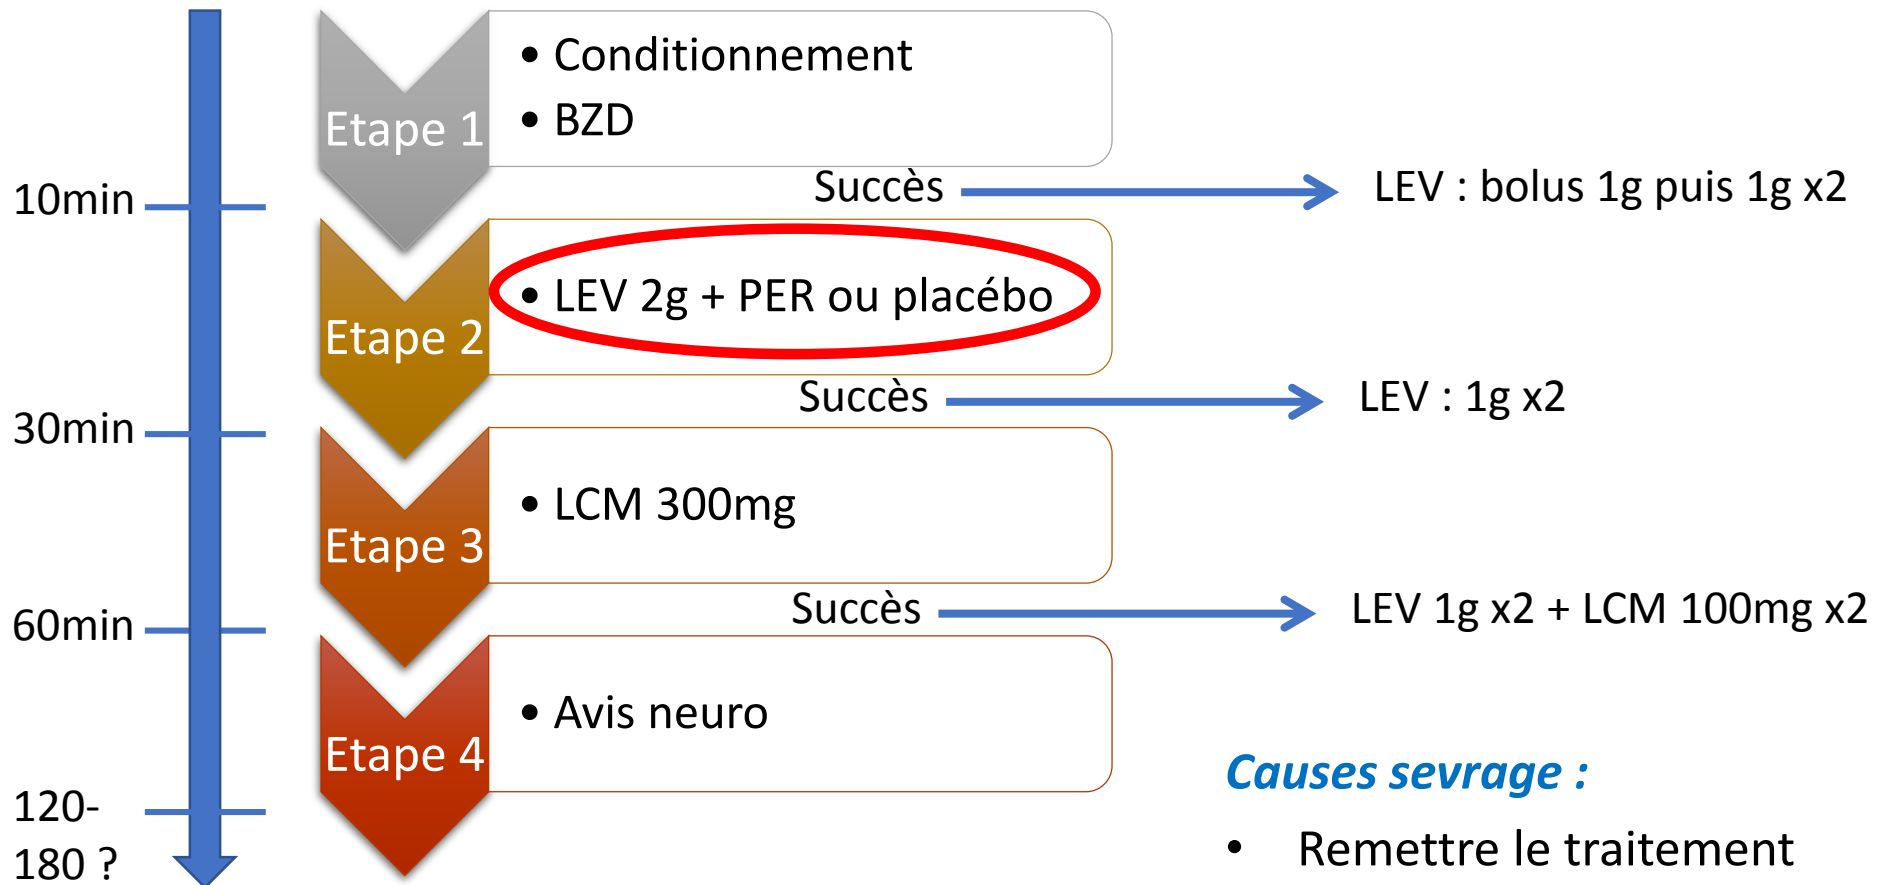 Etape 1
• Conditionnement
• BZD
10min
Succès
LEV : bolus 1g puis 1g x2
Etape 2
• LEV 2g + PER ou placébo
Succès
LEV : 1g x2
30min
Etape 3
• LCM 300mg
Succès
LEV 1g x2 + LCM 100mg x2
60min
Etape 4
• Avis neuro
120-
180 ?
Causes sevrage :
• Remettre le traitement